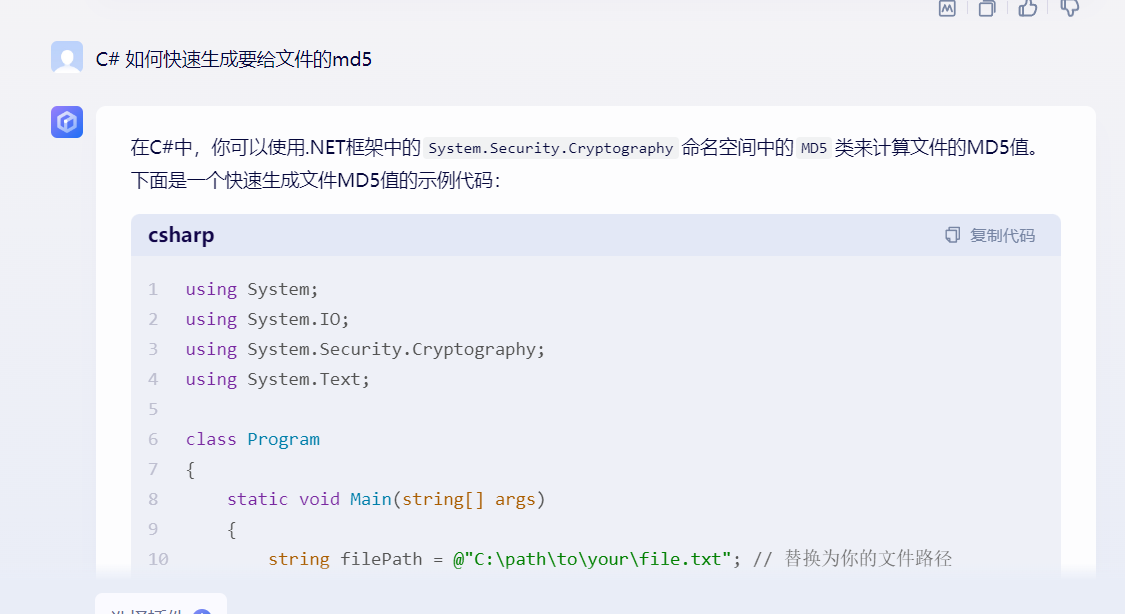 C# 如何快速生成要给文件的md5
在C#中，你可以使用.NET框架中的 System.Security.Cryptography 命名空间中的 MD5 类来计算文件的MD5值。
下面是一个快速生成文件MD5值的示例代码：
csharp 复制代码
1 using System;
2 using System.IO;
3 using System.Security.Cryptography;
4 using System.Text;
5
6 class Program
7 {
8 static void Main(string[] args)
9 {
10 string filePath = @"C:\path\to\your\file.txt"; // 替换为你的文件路径
选择插件